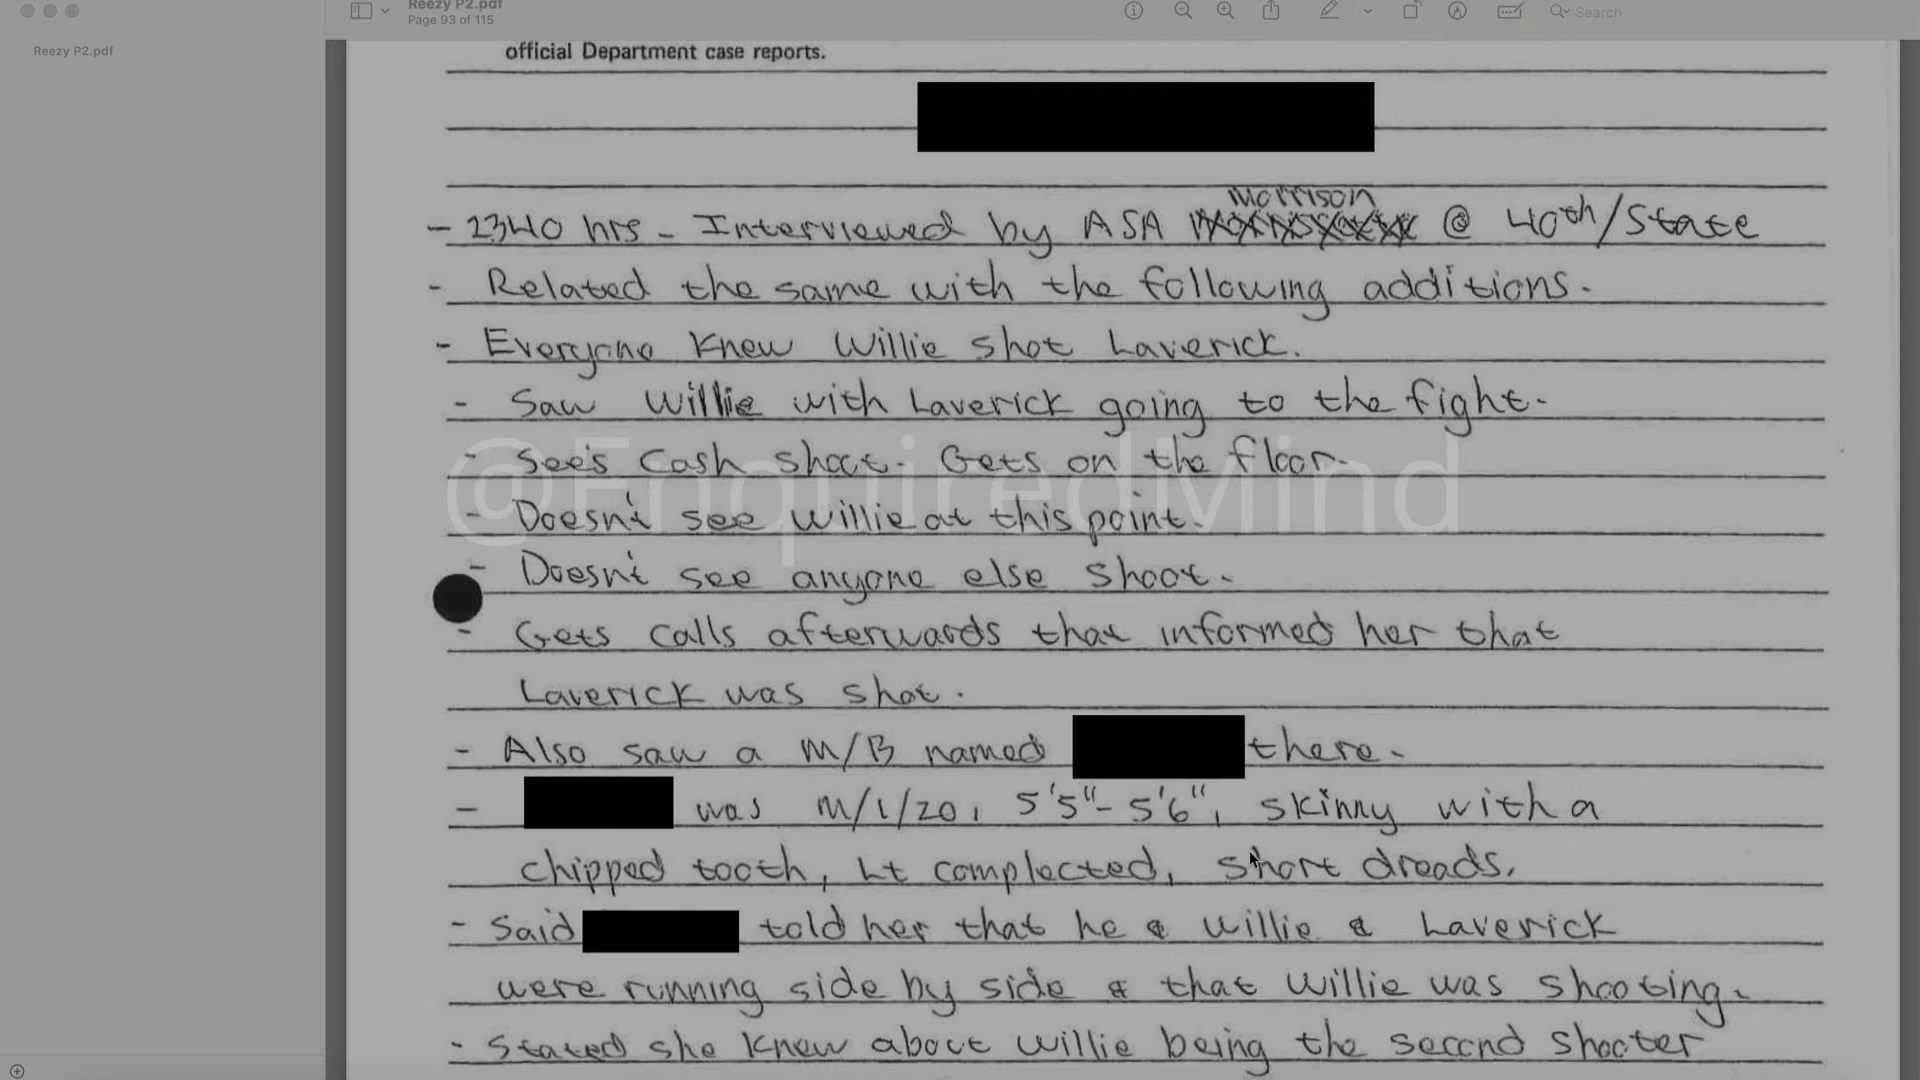 Reezy P2.pdf
Page 93 of 115
Search
Reezy P2.pdf
official Department case reports.
Morrison
- 2340 hrs - Interviewed by ASA @ 40th/State
- Related the same with the following additions.
- Everyone knew Willie shot Laverick.
- Saw Willie with Laverick going to the fight.
- See's Cash shoot. Gets on the floor.
- Doesn't see Willie at this point.
- Doesn't see anyone else shoot.
- Gets calls afterwards that informed her that
Laverick was shot.
- Also saw a M/B named there.
- was M/1/20, 5'5"-5'6", skinny with a
chipped tooth, Lt complected, short dreads.
- Said told her that he & Willie & Laverick
were running side by side & that Willie was shooting.
- Stated she knew about Willie being the second shooter
@EnquiredMind